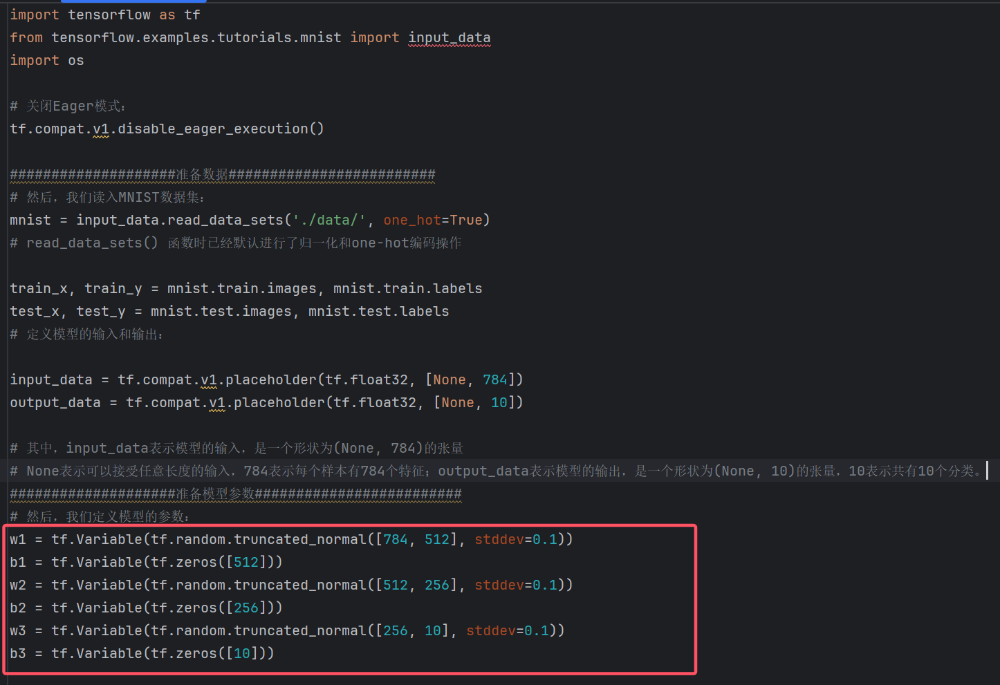 import tensorflow as tf
from tensorflow.examples.tutorials.mnist import input_data
import os
# 关闭Eager模式：
tf.compat.v1.disable_eager_execution()
####################准备数据#########################
# 然后，我们读入MNIST数据集：
mnist = input_data.read_data_sets('./data/', one_hot=True)
# read_data_sets() 函数时已经默认进行了归一化和one-hot编码操作
train_x, train_y = mnist.train.images, mnist.train.labels
test_x, test_y = mnist.test.images, mnist.test.labels
# 定义模型的输入和输出：
input_data = tf.compat.v1.placeholder(tf.float32, [None, 784])
output_data = tf.compat.v1.placeholder(tf.float32, [None, 10])
# 其中，input_data表示模型的输入，是一个形状为(None, 784)的张量
# None表示可以接受任意长度的输入，784表示每个样本有784个特征；output_data表示模型的输出，是一个形状为(None, 10)的张量，10表示共有10个分类。
####################准备模型参数#########################
# 然后，我们定义模型的参数：
w1 = tf.Variable(tf.random.truncated_normal([784, 512], stddev=0.1))
b1 = tf.Variable(tf.zeros([512]))
w2 = tf.Variable(tf.random.truncated_normal([512, 256], stddev=0.1))
b2 = tf.Variable(tf.zeros([256]))
w3 = tf.Variable(tf.random.truncated_normal([256, 10], stddev=0.1))
b3 = tf.Variable(tf.zeros([10]))